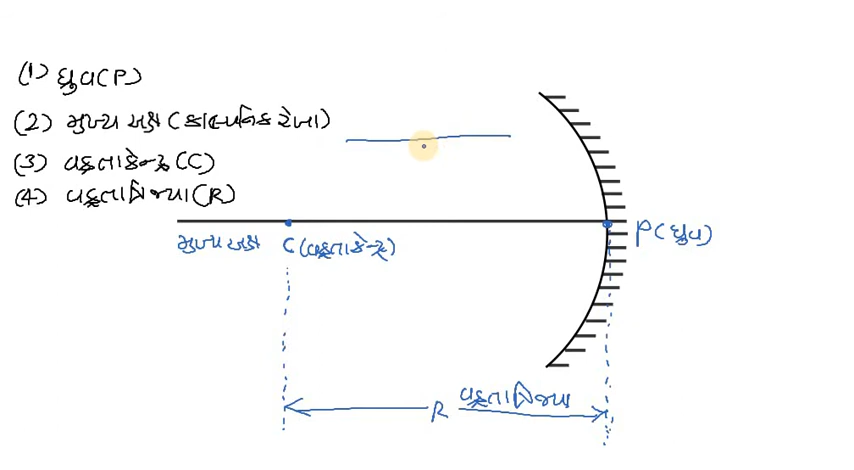 (1) ધ્રુવ(P)
(2) મુખ્ય અક્ષ (કાલ્પનિક રેખા)
(3) વક્રતાકેન્દ્ર (C)
(4) વક્રતાત્રિજ્યા(R)
મુખ્ય અક્ષ C (વક્રતાકેન્દ્ર)
P(ધ્રુવ)
R વક્રતાત્રિજ્યા